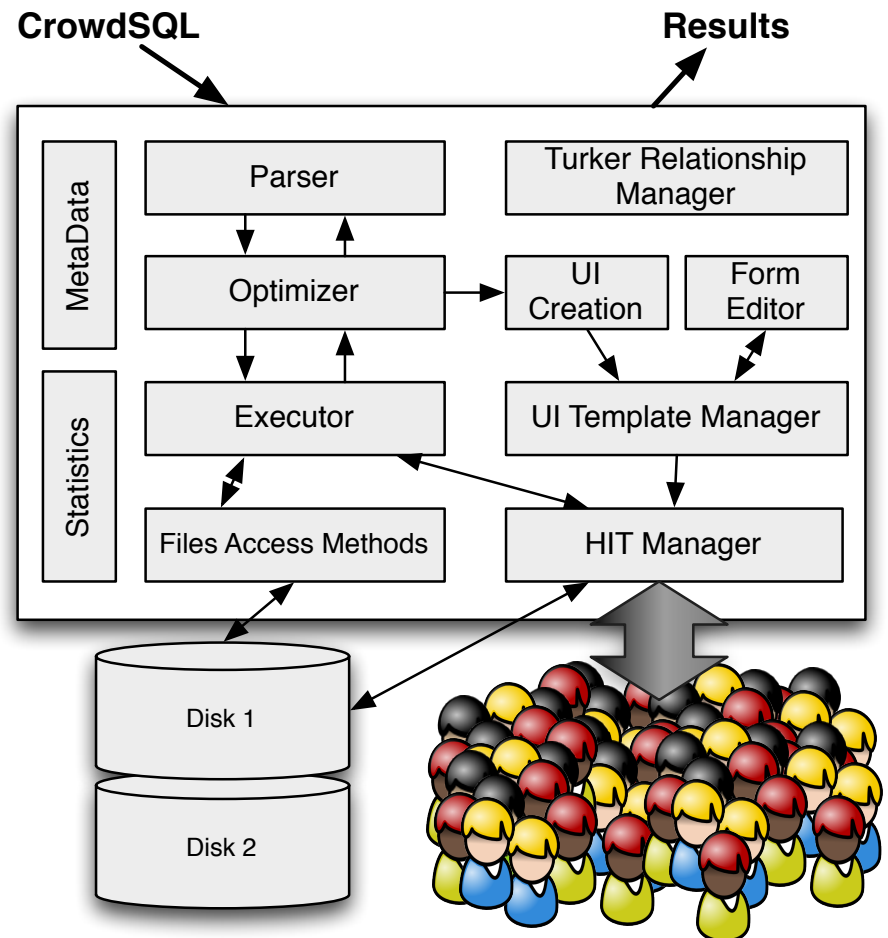 CrowdSQL
Results
MetaData
Parser
Turker Relationship
Manager
Optimizer
UI
Creation
Form
Editor
Statistics
Executor
UI Template Manager
Files Access Methods
HIT Manager
Disk 1
Disk 2